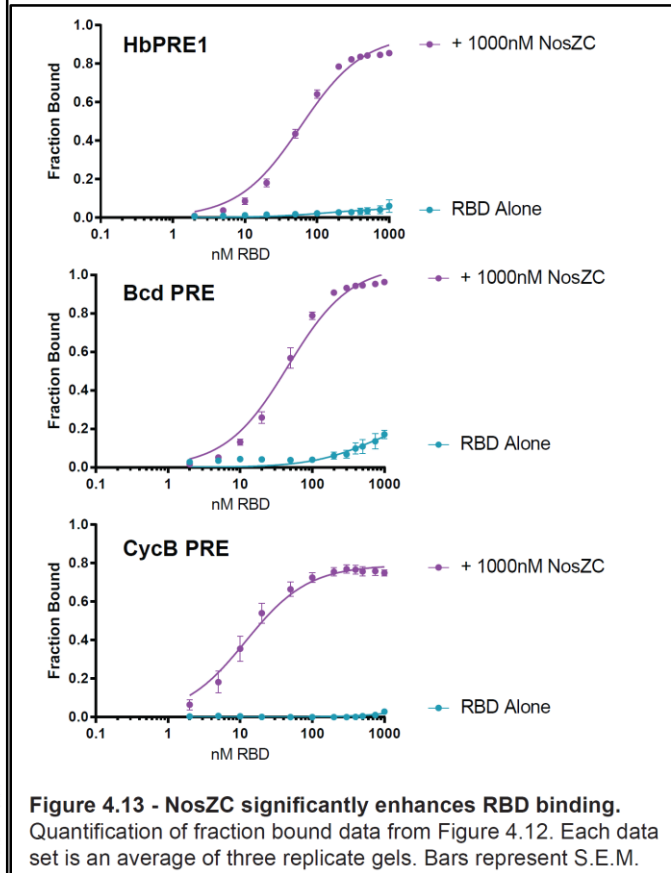 HbPRE1
Fraction Bound
1.0
0.8
0.6
0.4
0.2
0.0
0.1
1
10
100
1000
nM RBD
+ 1000nM NosZC
RBD Alone
Bcd PRE
Fraction Bound
1.0
0.8
0.6
0.4
0.2
0.0
0.1
1
10
100
1000
nM RBD
+ 1000nM NosZC
RBD Alone
CycB PRE
Fraction Bound
1.0
0.8
0.6
0.4
0.2
0.0
0.1
1
10
100
1000
nM RBD
+ 1000nM NosZC
RBD Alone
Figure 4.13 - NosZC significantly enhances RBD binding.
Quantification of fraction bound data from Figure 4.12. Each data
set is an average of three replicate gels. Bars represent S.E.M.